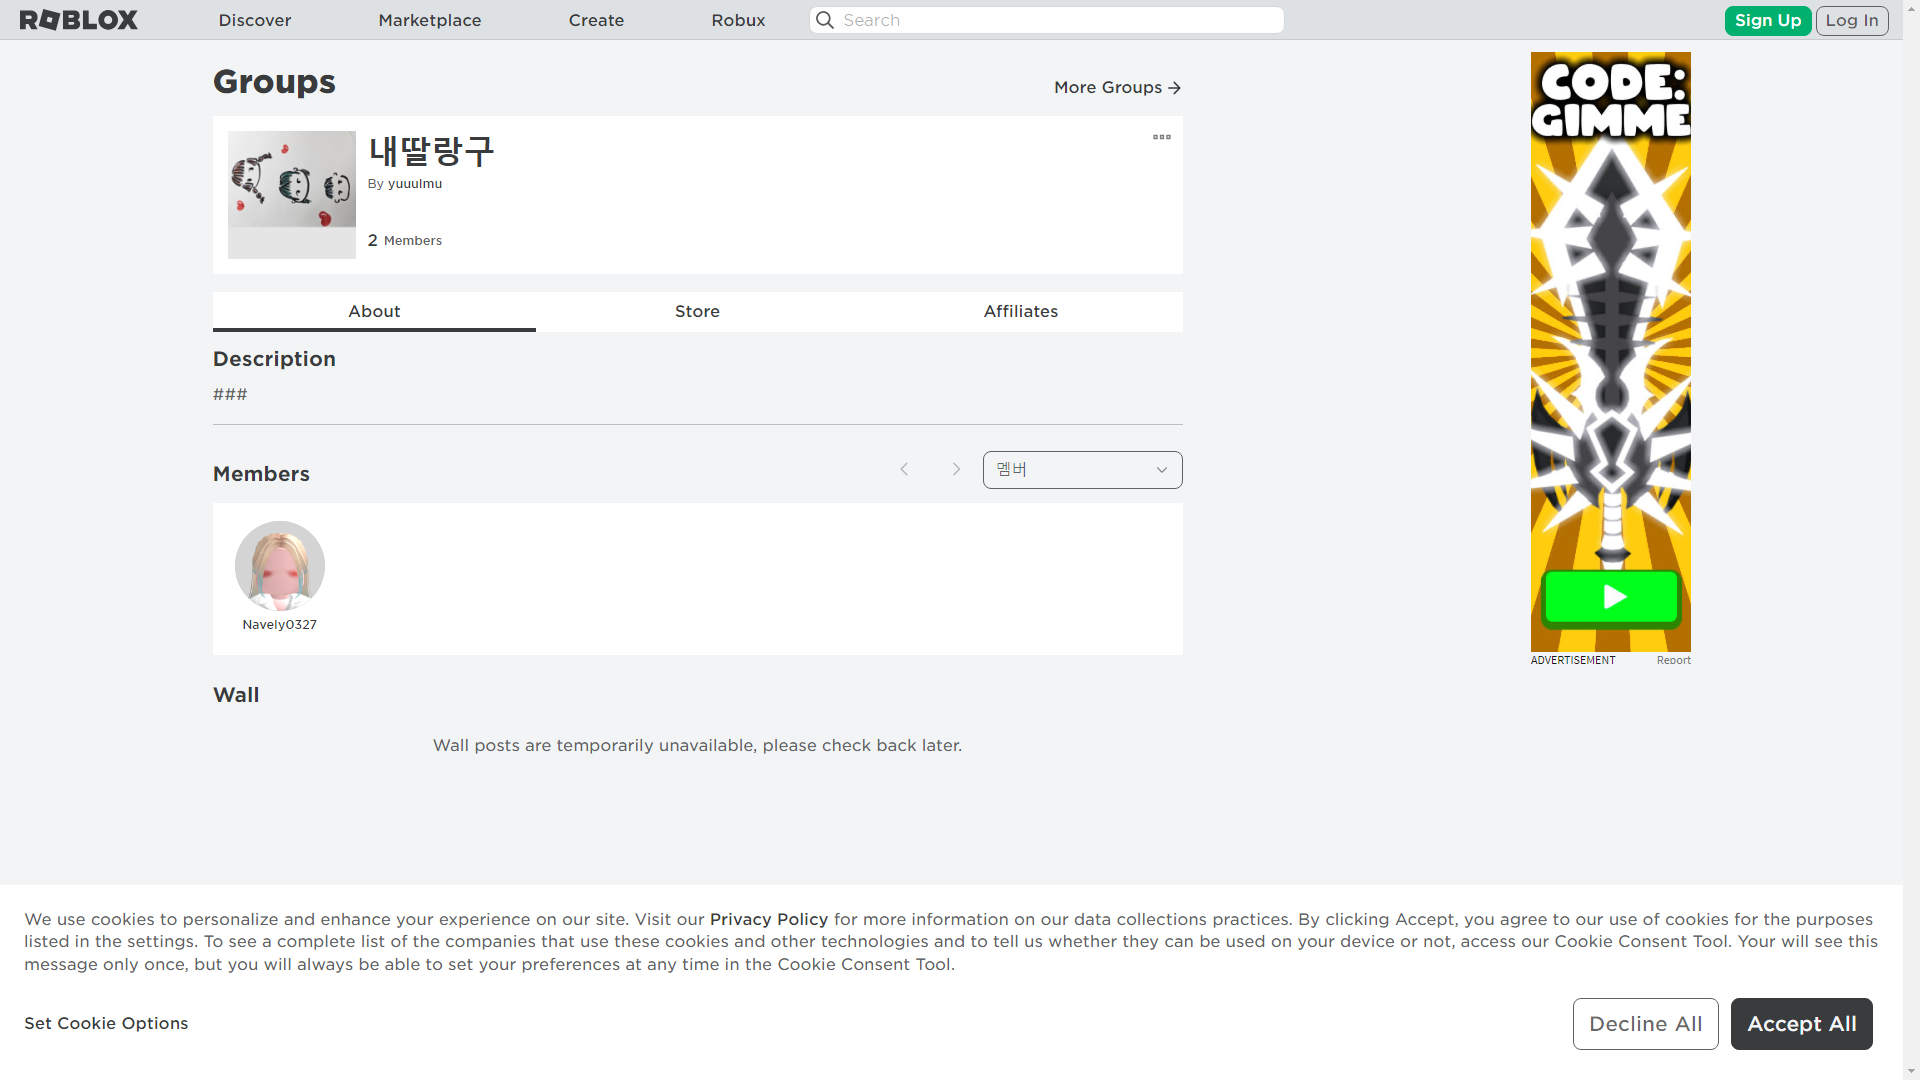 ROBLOX
Discover
Marketplace
Create
Robux
Search
Sign Up
Log In
Groups
More Groups
내딸랑구
By yuuulmu
2 Members
About
Store
Affiliates
Description
###
Members
멤버
Navely0327
Wall
Wall posts are temporarily unavailable, please check back later.
CODE:
GIMME
ADVERTISEMENT
Report
We use cookies to personalize and enhance your experience on our site. Visit our Privacy Policy for more information on our data collections practices. By clicking Accept, you agree to our use of cookies for the purposes
listed in the settings. To see a complete list of the companies that use these cookies and other technologies and to tell us whether they can be used on your device or not, access our Cookie Consent Tool. Your will see this
message only once, but you will always be able to set your preferences at any time in the Cookie Consent Tool.
Set Cookie Options
Decline All
Accept All